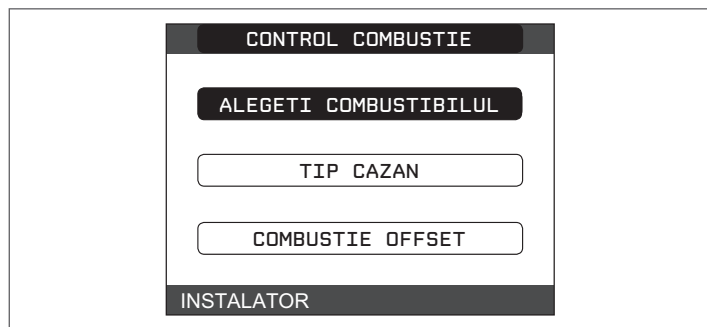 CONTROL COMBUSTIE
ALEGETI COMBUSTIBILUL
TIP CAZAN
COMBUSTIE OFFSET
INSTALATOR